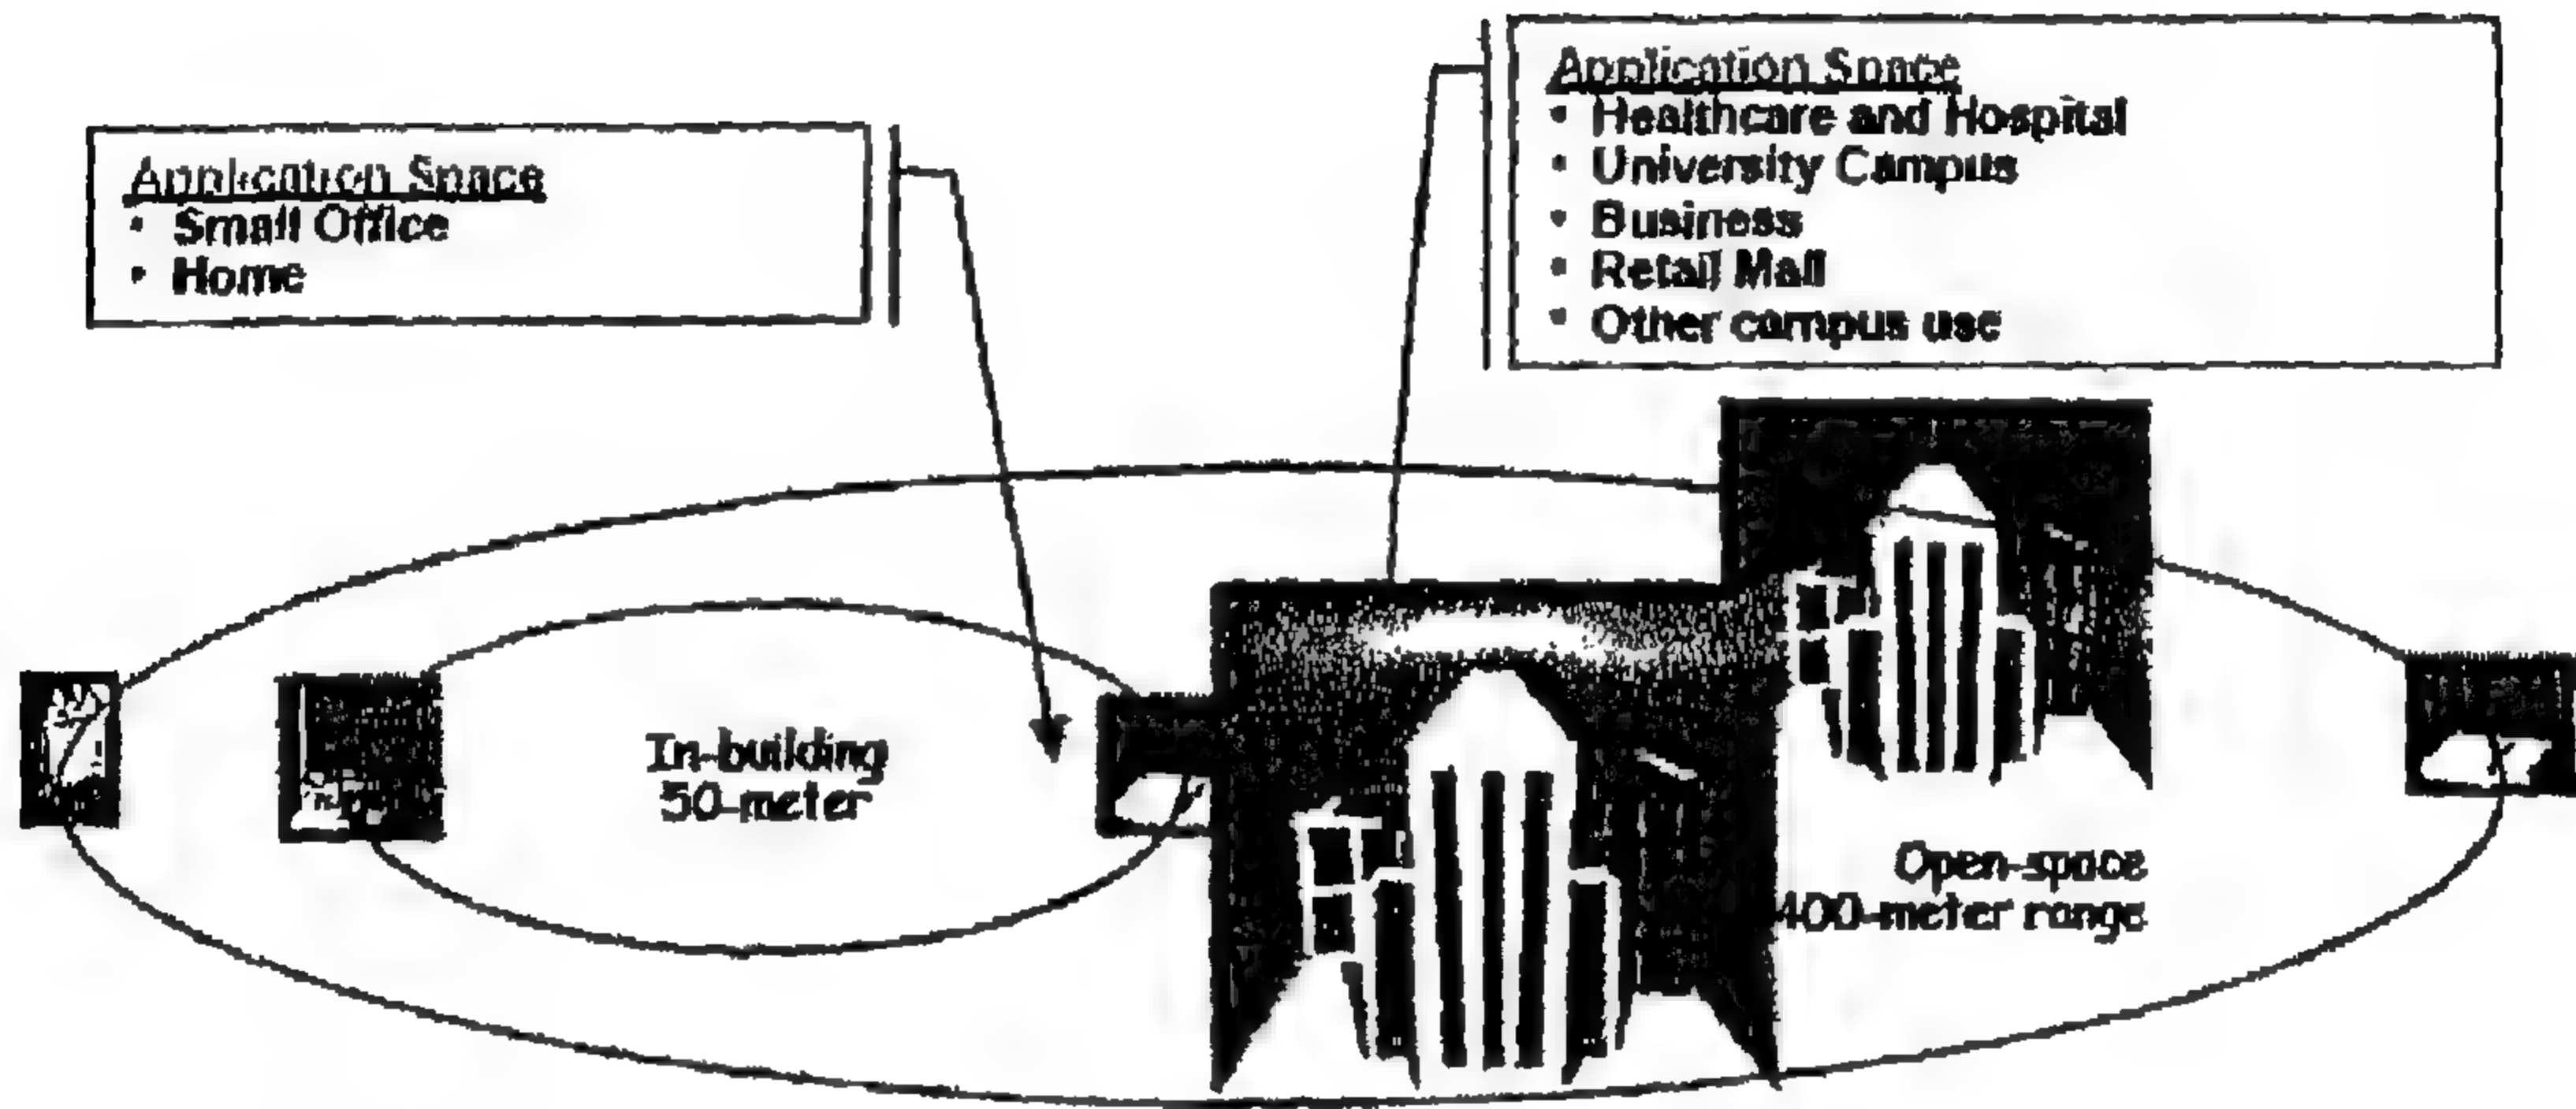 Application Space
• Small Office
• Home
Application Space
• Healthcare and Hospital
• University Campus
• Business
• Retail Mall
• Other campus use
In-building
50-meter
Open-space
400-meter range